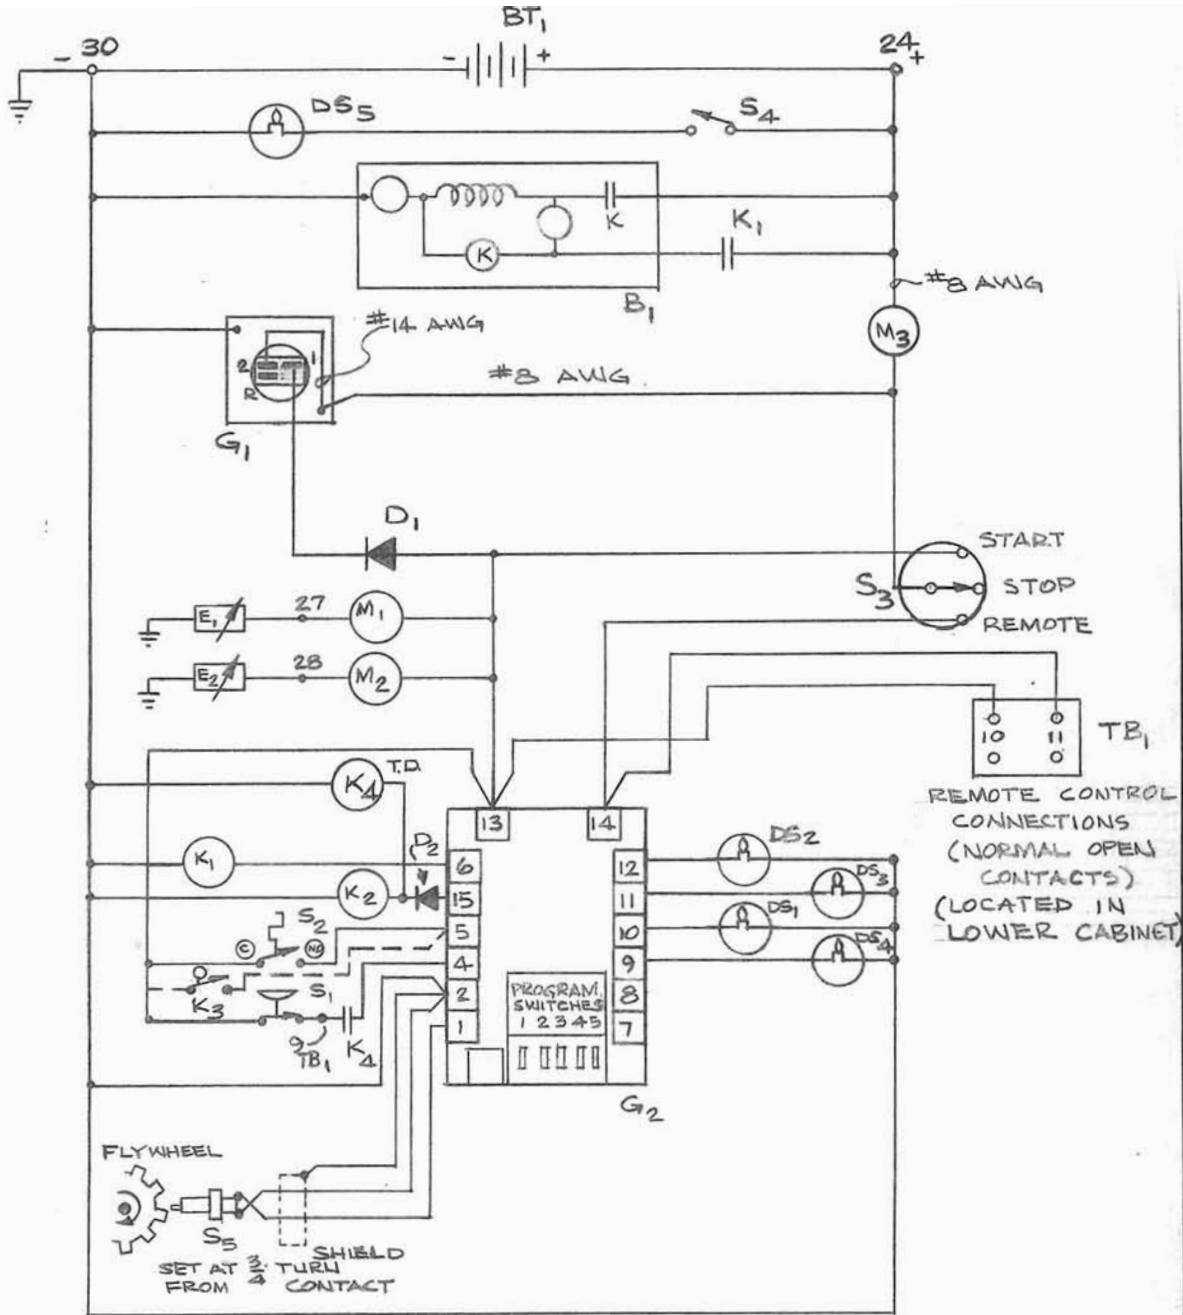 BT1
- 30
- +
24 +
DS5
S4
K
K1
K
B1
#8 AWG
#14 AWG
M3
2 1
R
#8 AWG
G1
D1
START
S3
STOP
REMOTE
E1
27
M1
E2
28
M2
10 11
TB1
T.D.
K4
REMOTE CONTROL
CONNECTIONS
(NORMAL OPEN
CONTACTS)
(LOCATED IN
LOWER CABINET)
13
14
D2
K1
6
12
DS2
K2
15
11
DS3
S2
C
NO
5
10
DS1
4
9
DS4
K3
S1
2
8
PROGRAM.
SWITCHES
1 2 3 4 5
9
TB1
K4
1
7
G2
FLYWHEEL
S5
SHIELD
SET AT 3/4 TURN
FROM CONTACT